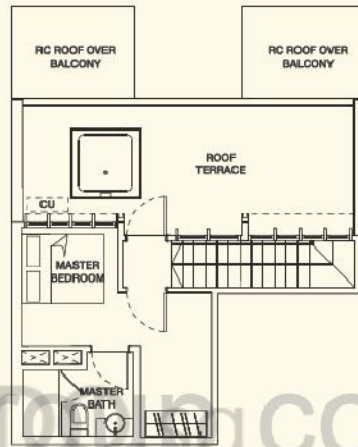 RC ROOF OVER
BALCONY
RC ROOF OVER
BALCONY
ROOF
TERRACE
CU
MASTER
BEDROOM
MASTER
BATH